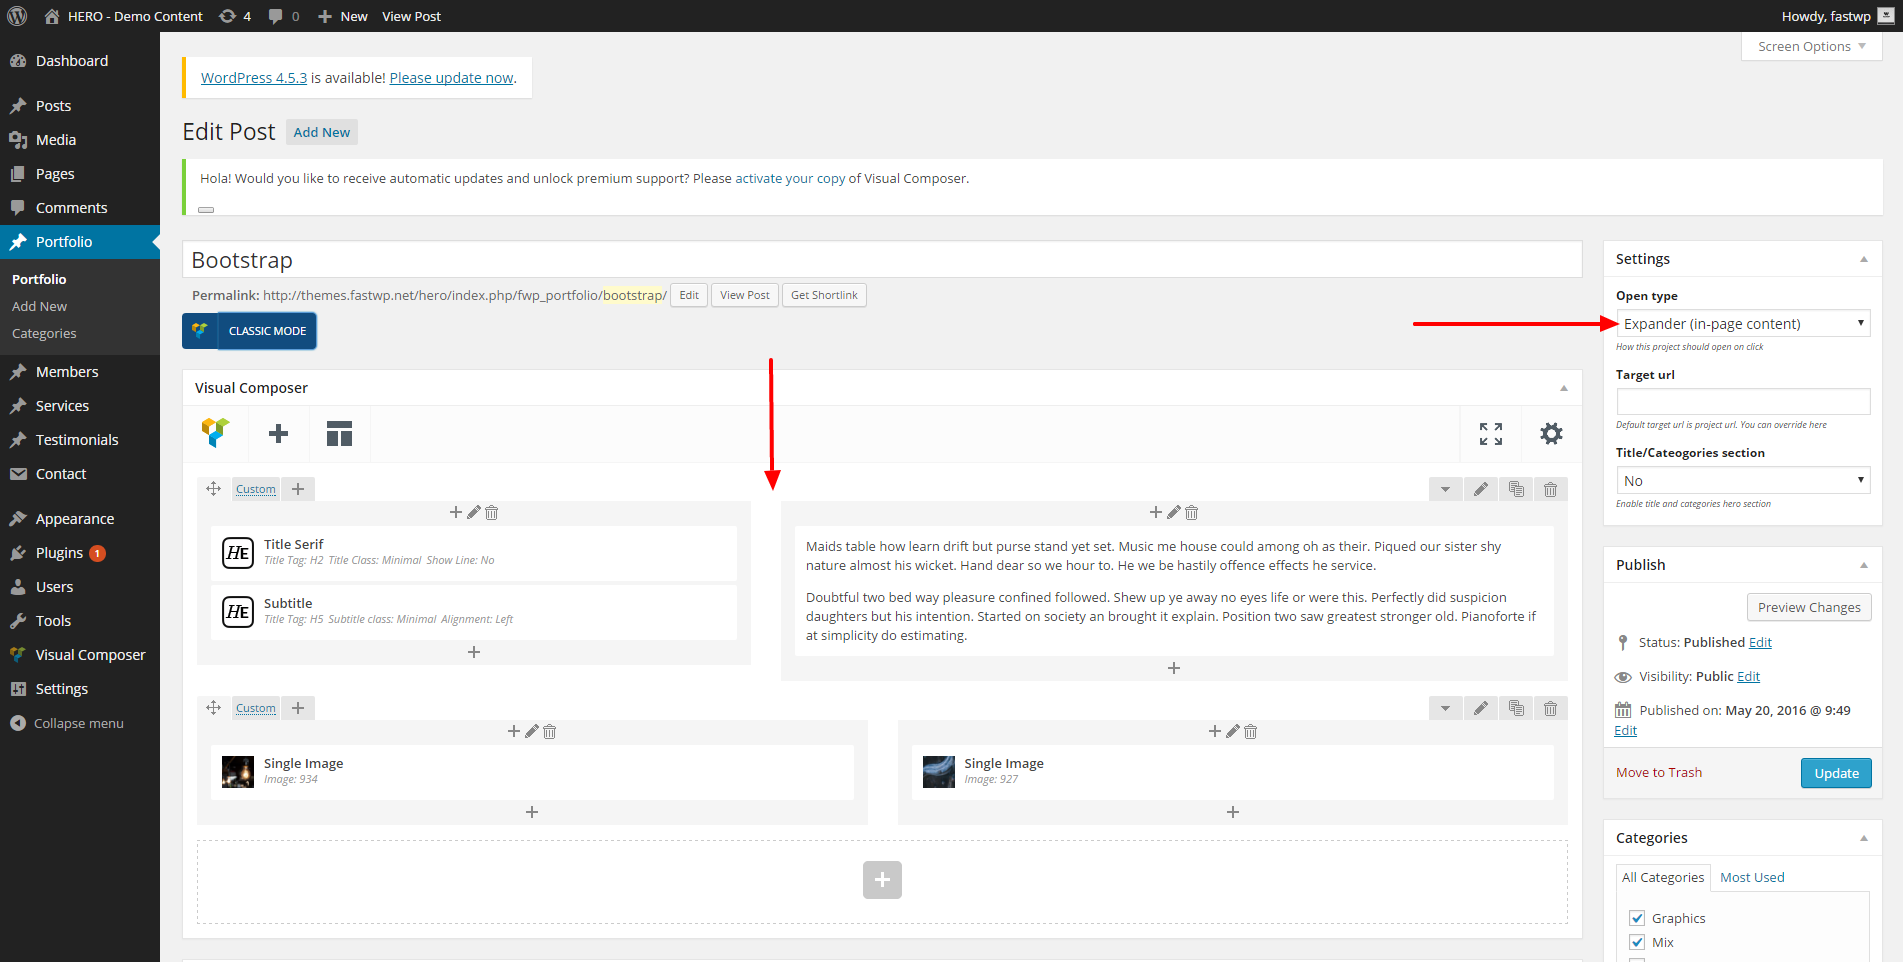 HERO - Demo Content 4 0 New View Post Howdy, fastwp
Screen Options
Dashboard
Posts
Media
Pages
Comments
Portfolio
Portfolio
Add New
Categories
Members
Services
Testimonials
Contact
Appearance
Plugins 1
Users
Tools
Visual Composer
Settings
Collapse menu
WordPress 4.5.3 is available! Please update now.
Edit Post Add New
Hola! Would you like to receive automatic updates and unlock premium support? Please activate your copy of Visual Composer.
Bootstrap
Permalink: http://themes.fastwp.net/hero/index.php/fwp_portfolio/bootstrap/ Edit View Post Get Shortlink
CLASSIC MODE
Visual Composer
Custom
HE Title Serif
Title Tag: H2 Title Class: Minimal Show Line: No
HE Subtitle
Title Tag: H5 Subtitle class: Minimal Alignment: Left
Maids table how learn drift but purse stand yet set. Music me house could among oh as their. Piqued our sister shy
nature almost his wicket. Hand dear so we hour to. He we be hastily offence effects he service.
Doubtful two bed way pleasure confined followed. Shew up ye away no eyes life or were this. Perfectly did suspicion
daughters but his intention. Started on society an brought it explain. Position two saw greatest stronger old. Pianoforte if
at simplicity do estimating.
Custom
Single Image
Image: 934
Single Image
Image: 927
Settings
Open type
Expander (in-page content)
How this project should open on click
Target url
Default target url is project url. You can override here
Title/Cateogories section
No
Enable title and categories hero section
Publish
Preview Changes
Status: Published Edit
Visibility: Public Edit
Published on: May 20, 2016 @ 9:49
Edit
Move to Trash Update
Categories
All Categories Most Used
Graphics
Mix